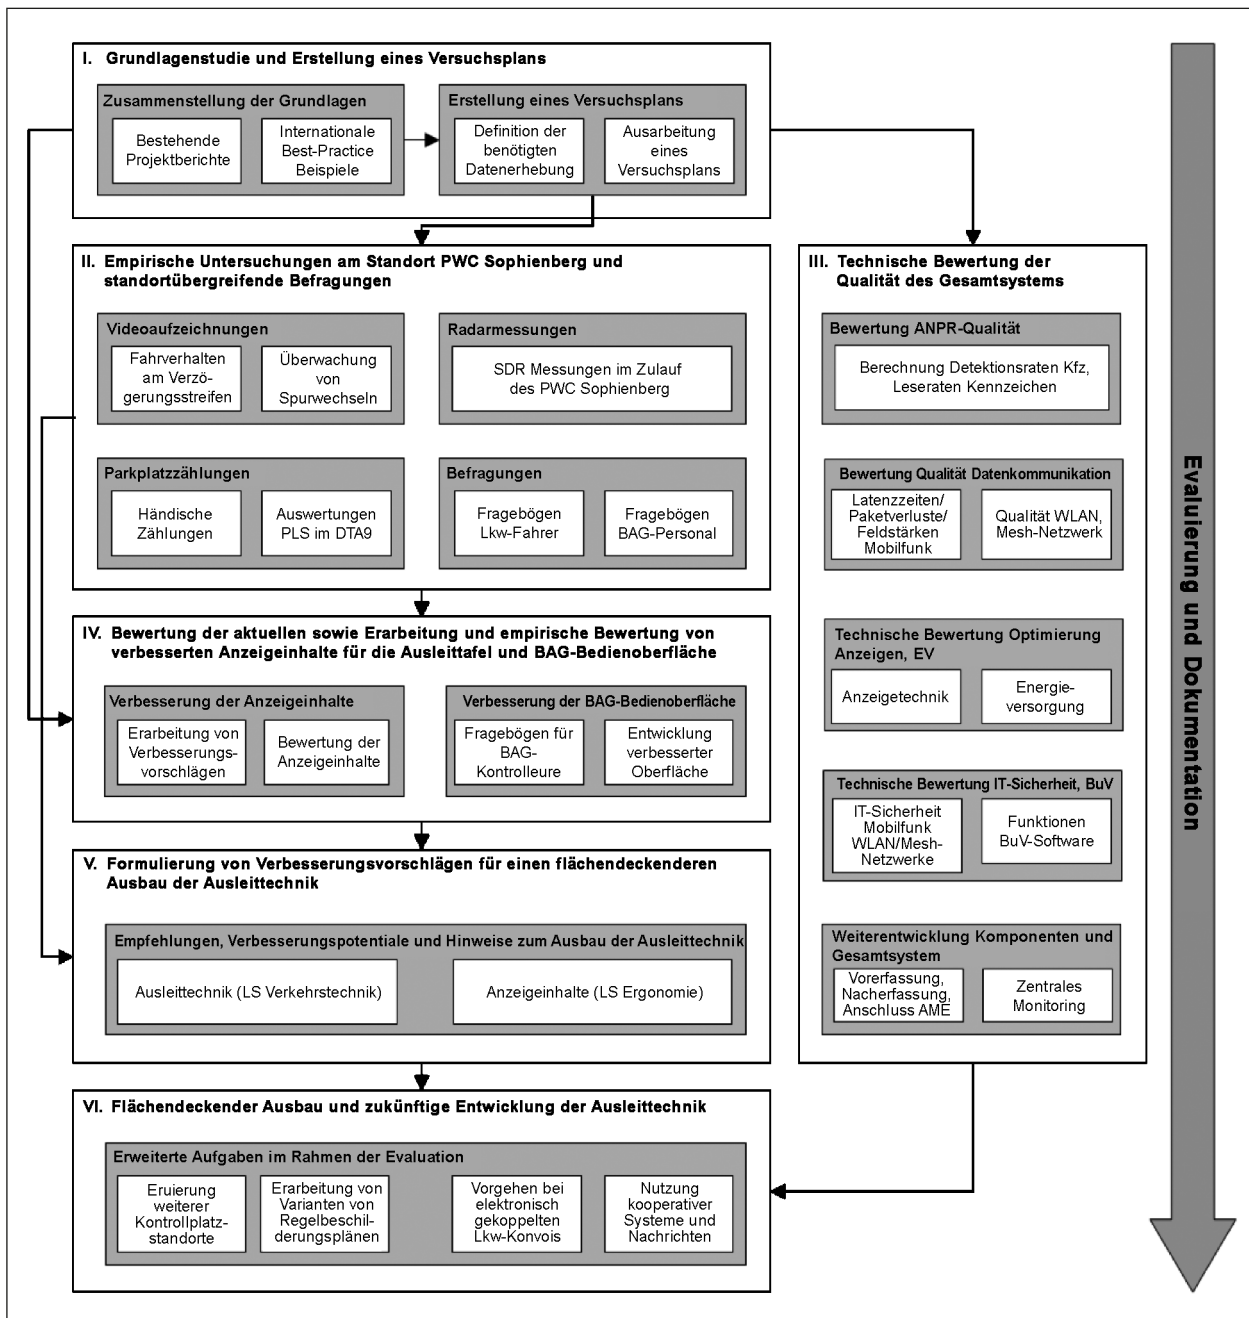 I. Grundlagenstudie und Erstellung eines Versuchsplans
Zusammenstellung der Grundlagen
Bestehende
Projektberichte
Internationale
Best-Practice
Beispiele
Erstellung eines Versuchsplans
Definition der
benötigten
Datenerhebung
Ausarbeitung
eines
Versuchsplans
II. Empirische Untersuchungen am Standort PWC Sophienberg und
standortübergreifende Befragungen
Videoaufzeichnungen
Fahrverhalten
am Verzö-
gerungsstreifen
Überwachung
von
Spurwechseln
Radarmessungen
SDR Messungen im Zulauf
des PWC Sophienberg
Parkplatzzählungen
Händische
Zählungen
Auswertungen
PLS im DTA9
Befragungen
Fragebögen
Lkw-Fahrer
Fragebögen
BAG-Personal
III. Technische Bewertung der
Qualität des Gesamtsystems
Bewertung ANPR-Qualität
Berechnung Detektionsraten Kfz,
Leseraten Kennzeichen
Bewertung Qualität Datenkommunikation
Latenzzeiten/
Paketverluste/
Feldstärken
Mobilfunk
Qualität WLAN,
Mesh-Netzwerk
Technische Bewertung Optimierung
Anzeigen, EV
Anzeigetechnik
Energie-
versorgung
Technische Bewertung IT-Sicherheit, BuV
IT-Sicherheit
Mobilfunk
WLAN/Mesh-
Netzwerke
Funktionen
BuV-Software
Weiterentwicklung Komponenten und
Gesamtsystem
Vorerfassung,
Nacherfassung,
Anschluss AME
Zentrales
Monitoring
IV. Bewertung der aktuellen sowie Erarbeitung und empirische Bewertung von
verbesserten Anzeigeinhalte für die Ausleittafel und BAG-Bedienoberfläche
Verbesserung der Anzeigeinhalte
Erarbeitung von
Verbesserungs-
vorschlägen
Bewertung der
Anzeigeinhalte
Verbesserung der BAG-Bedienoberfläche
Fragebögen für
BAG-
Kontrolleure
Entwicklung
verbesserter
Oberfläche
V. Formulierung von Verbesserungsvorschlägen für einen flächendeckenderen
Ausbau der Ausleittechnik
Empfehlungen, Verbesserungspotentiale und Hinweise zum Ausbau der Ausleittechnik
Ausleittechnik (LS Verkehrstechnik)
Anzeigeinhalte (LS Ergonomie)
VI. Flächendeckender Ausbau und zukünftige Entwicklung der Ausleittechnik
Erweiterte Aufgaben im Rahmen der Evaluation
Eruierung
weiterer
Kontrollplatz-
standorte
Erarbeitung von
Varianten von
Regelbeschil-
derungsplänen
Vorgehen bei
elektronisch
gekoppelten
Lkw-Konvois
Nutzung
kooperativer
Systeme und
Nachrichten
Evaluierung und Dokumentation